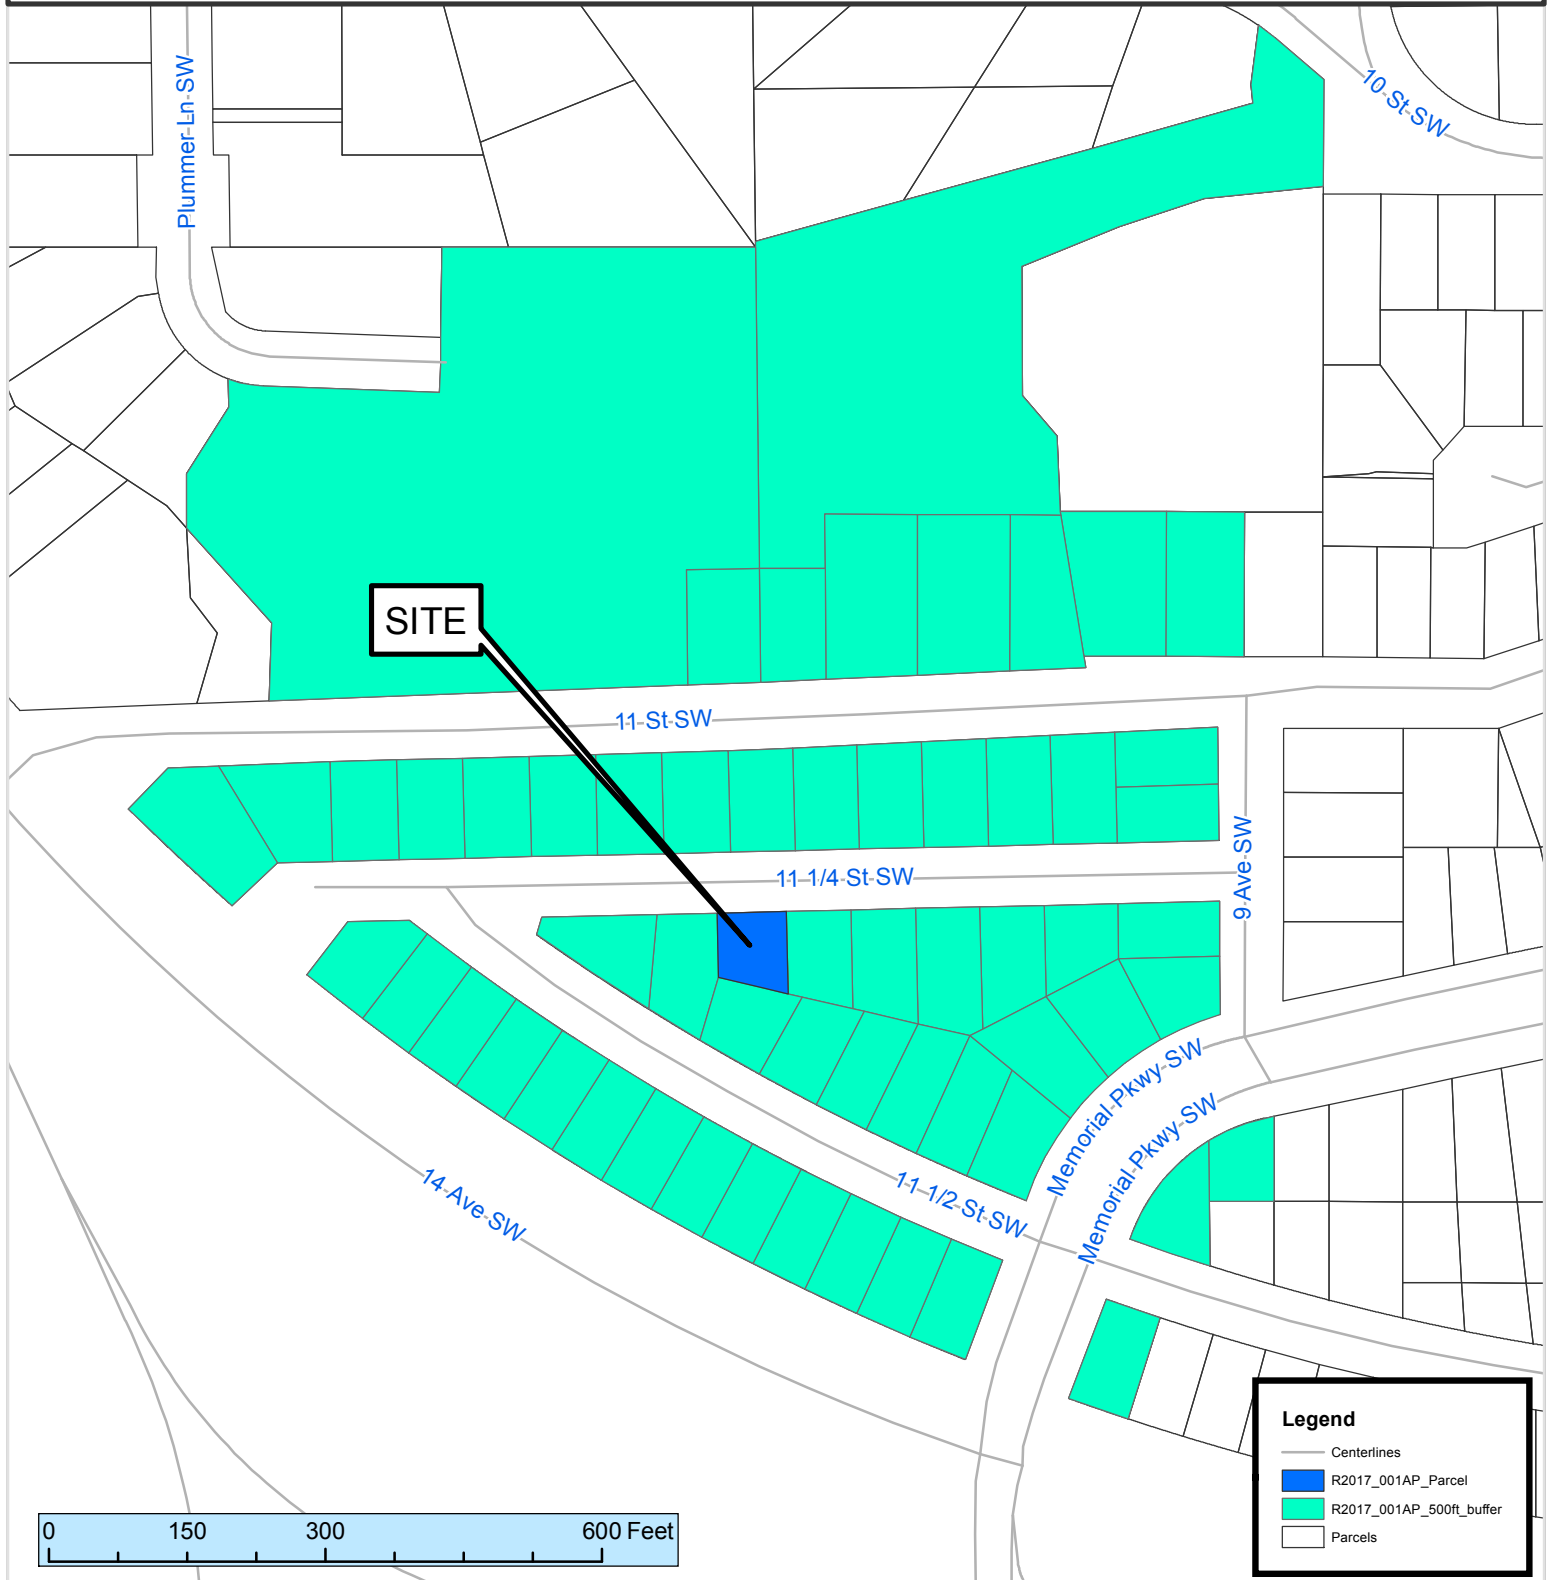 Plummer Ln SW
10 St SW
SITE
11 St SW
11 1/4 St SW
9 Ave SW
Memorial Pkwy SW
Memorial Pkwy SW
11 1/2 St SW
14 Ave SW
Legend
Centerlines
R2017_001AP_Parcel
R2017_001AP_500ft_buffer
Parcels
0 150 300 600 Feet